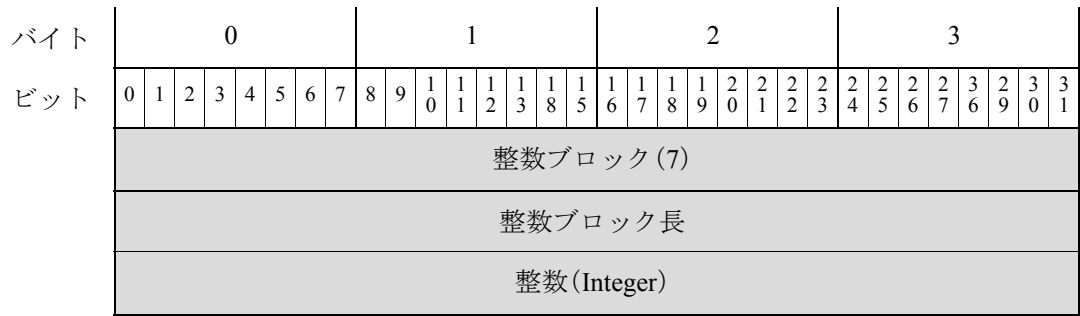 バイト 0 1 2 3
ビット 0 1 2 3 4 5 6 7 8 9 10 11 12 13 18 15 16 17 18 19 20 21 22 23 24 25 26 27 36 29 30 31
整数ブロック(7)
整数ブロック長
整数(Integer)